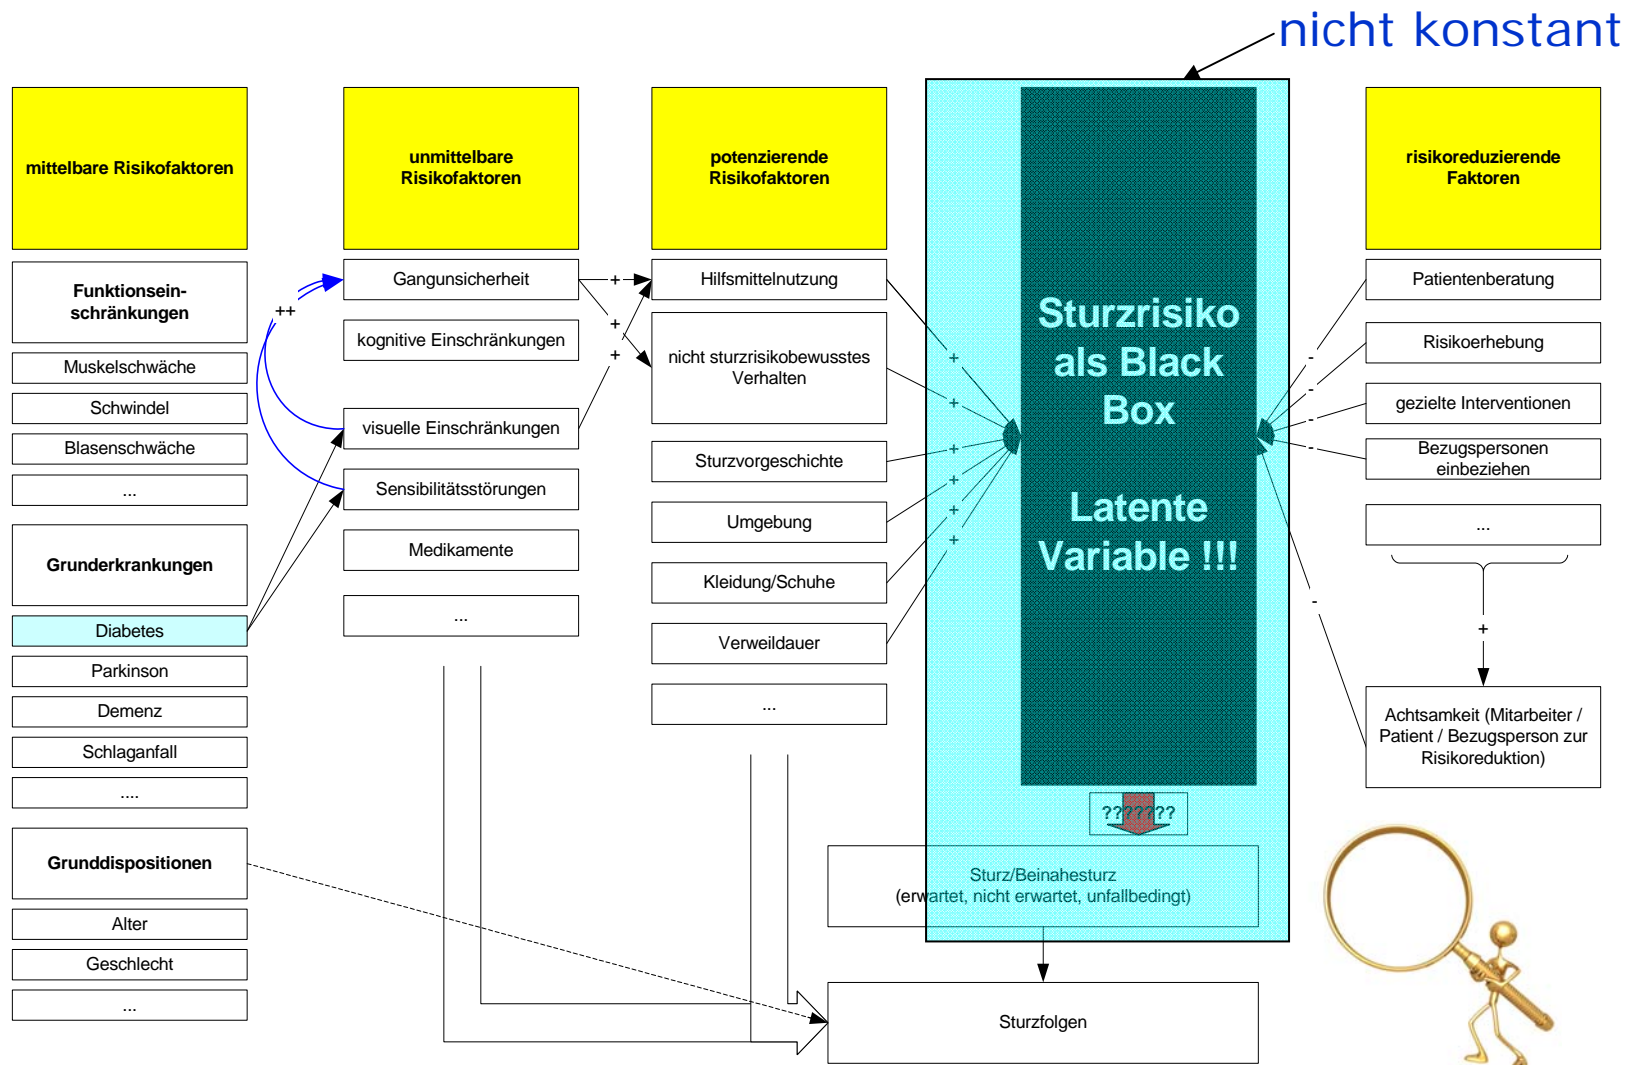 nicht konstant
mittelbare Risikofaktoren
Funktionsein-
schränkungen
Muskelschwäche
Schwindel
Blasenschwäche
...
Grunderkrankungen
Diabetes
Parkinson
Demenz
Schlaganfall
....
Grunddispositionen
Alter
Geschlecht
...
unmittelbare
Risikofaktoren
Gangunsicherheit
++
kognitive Einschränkungen
visuelle Einschränkungen
Sensibilitätsstörungen
Medikamente
...
+
+
+
potenzierende
Risikofaktoren
Hilfsmittelnutzung
nicht sturzrisikobewusstes
Verhalten
Sturzvorgeschichte
Umgebung
Kleidung/Schuhe
Verweildauer
...
+
+
+
+
+
+
Sturzrisiko
als Black
Box
Latente
Variable !!!
???????
Sturz/Beinahesturz
(erwartet, nicht erwartet, unfallbedingt)
Sturzfolgen
-
-
-
-
-
risikoreduzierende
Faktoren
Patientenberatung
Risikoerhebung
gezielte Interventionen
Bezugspersonen
einbeziehen
...
+
Achtsamkeit (Mitarbeiter /
Patient / Bezugsperson zur
Risikoreduktion)